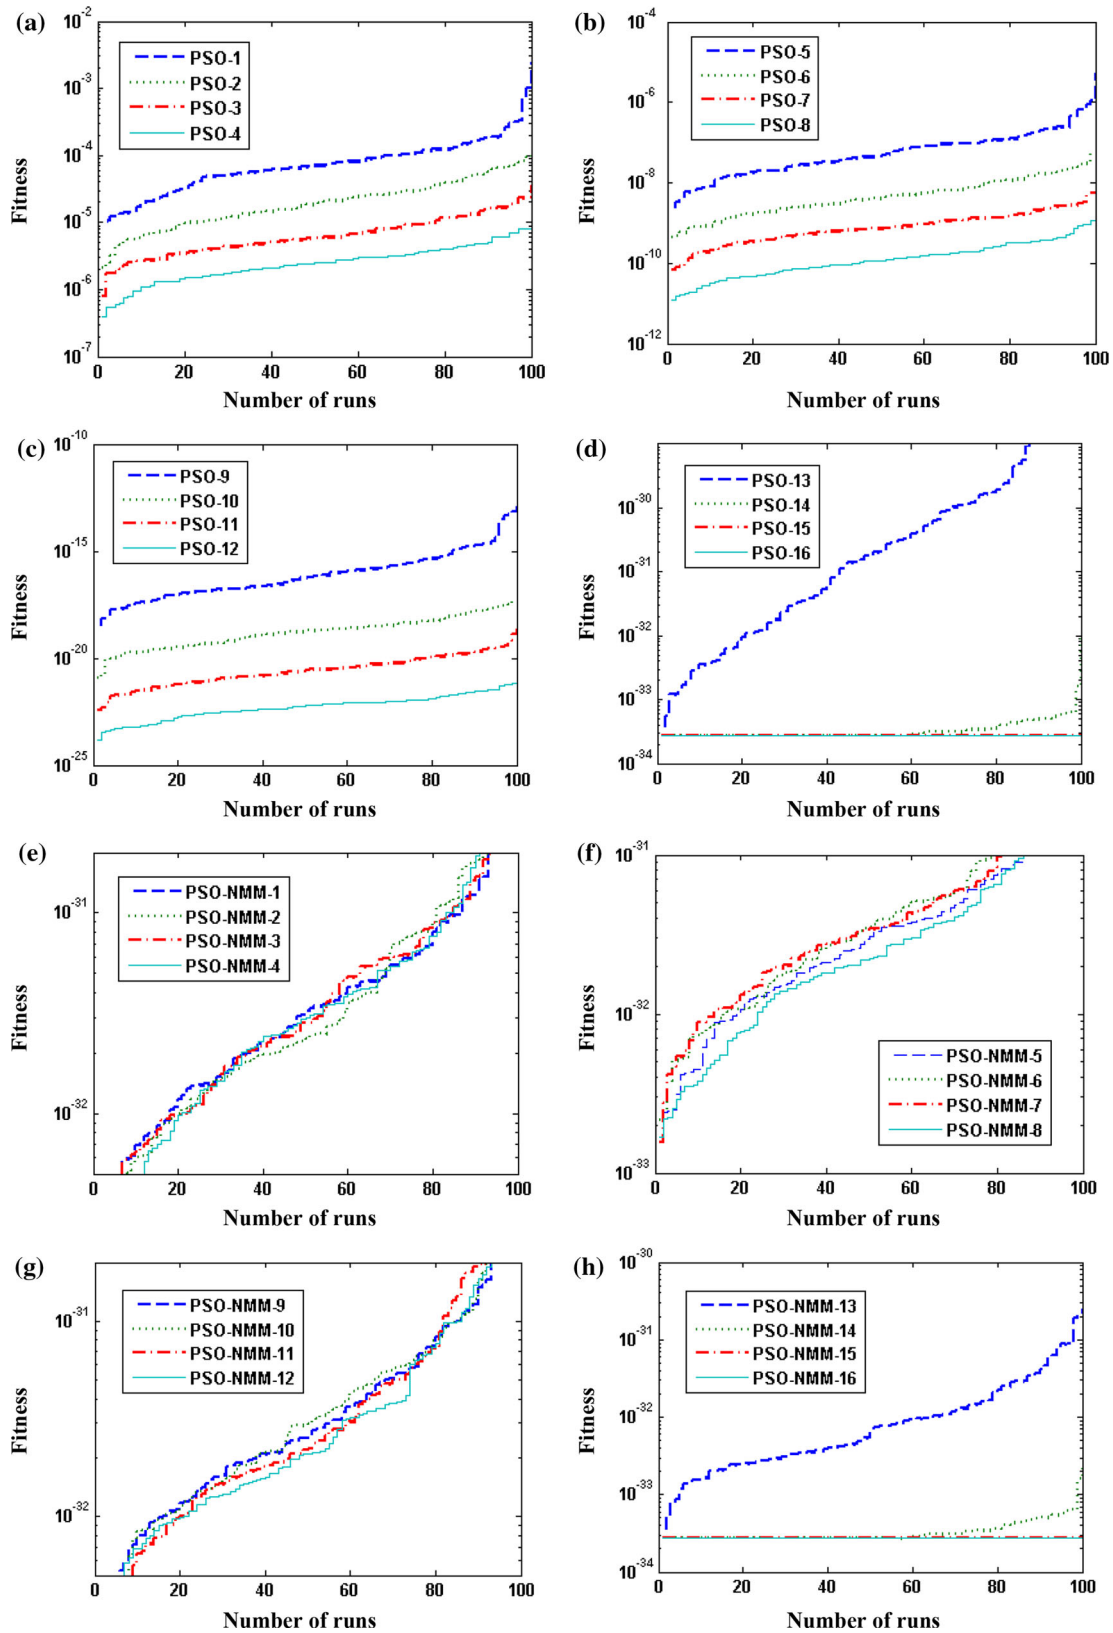 (a)
10^-2
10^-3
10^-4
10^-5
10^-6
10^-7
Fitness
PSO-1
PSO-2
PSO-3
PSO-4
0 20 40 60 80 100
Number of runs
(b)
10^-4
10^-6
10^-8
10^-10
10^-12
Fitness
PSO-5
PSO-6
PSO-7
PSO-8
0 20 40 60 80 100
Number of runs
(c)
10^-10
10^-15
10^-20
10^-25
Fitness
PSO-9
PSO-10
PSO-11
PSO-12
0 20 40 60 80 100
Number of runs
(d)
10^-30
10^-31
10^-32
10^-33
10^-34
Fitness
PSO-13
PSO-14
PSO-15
PSO-16
0 20 40 60 80 100
Number of runs
(e)
10^-31
10^-32
Fitness
PSO-NMM-1
PSO-NMM-2
PSO-NMM-3
PSO-NMM-4
0 20 40 60 80 100
Number of runs
(f)
10^-31
10^-32
10^-33
Fitness
PSO-NMM-5
PSO-NMM-6
PSO-NMM-7
PSO-NMM-8
0 20 40 60 80 100
Number of runs
(g)
10^-31
10^-32
Fitness
PSO-NMM-9
PSO-NMM-10
PSO-NMM-11
PSO-NMM-12
0 20 40 60 80 100
Number of runs
(h)
10^-30
10^-31
10^-32
10^-33
10^-34
Fitness
PSO-NMM-13
PSO-NMM-14
PSO-NMM-15
PSO-NMM-16
0 20 40 60 80 100
Number of runs